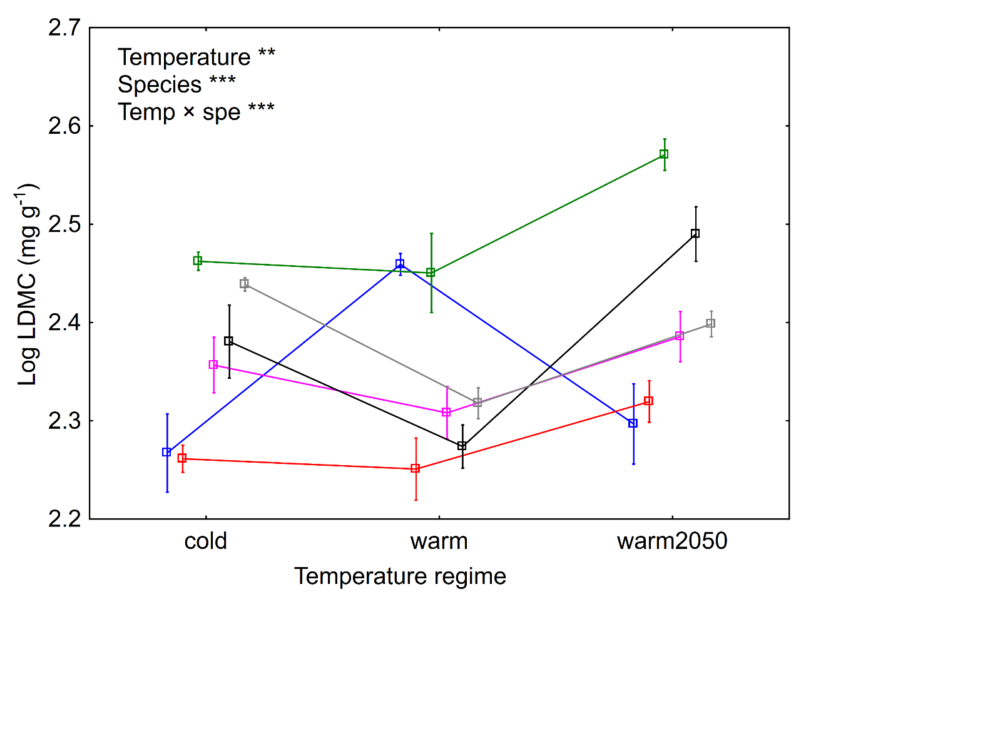 2.7
Temperature **
Species ***
Temp × spe ***
2.6
2.5
2.4
2.3
2.2
Log LDMC (mg g-1)
cold warm warm2050
Temperature regime